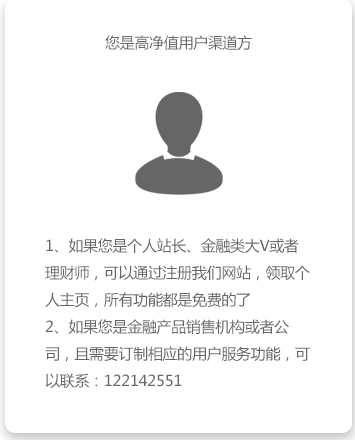 您是高净值用户渠道方
1、如果您是个人站长、金融类大V或者
理财师，可以通过注册我们网站，领取个
人主页，所有功能都是免费的了
2、如果您是金融产品销售机构或者公
司，且需要订制相应的用户服务功能，可
以联系：122142551